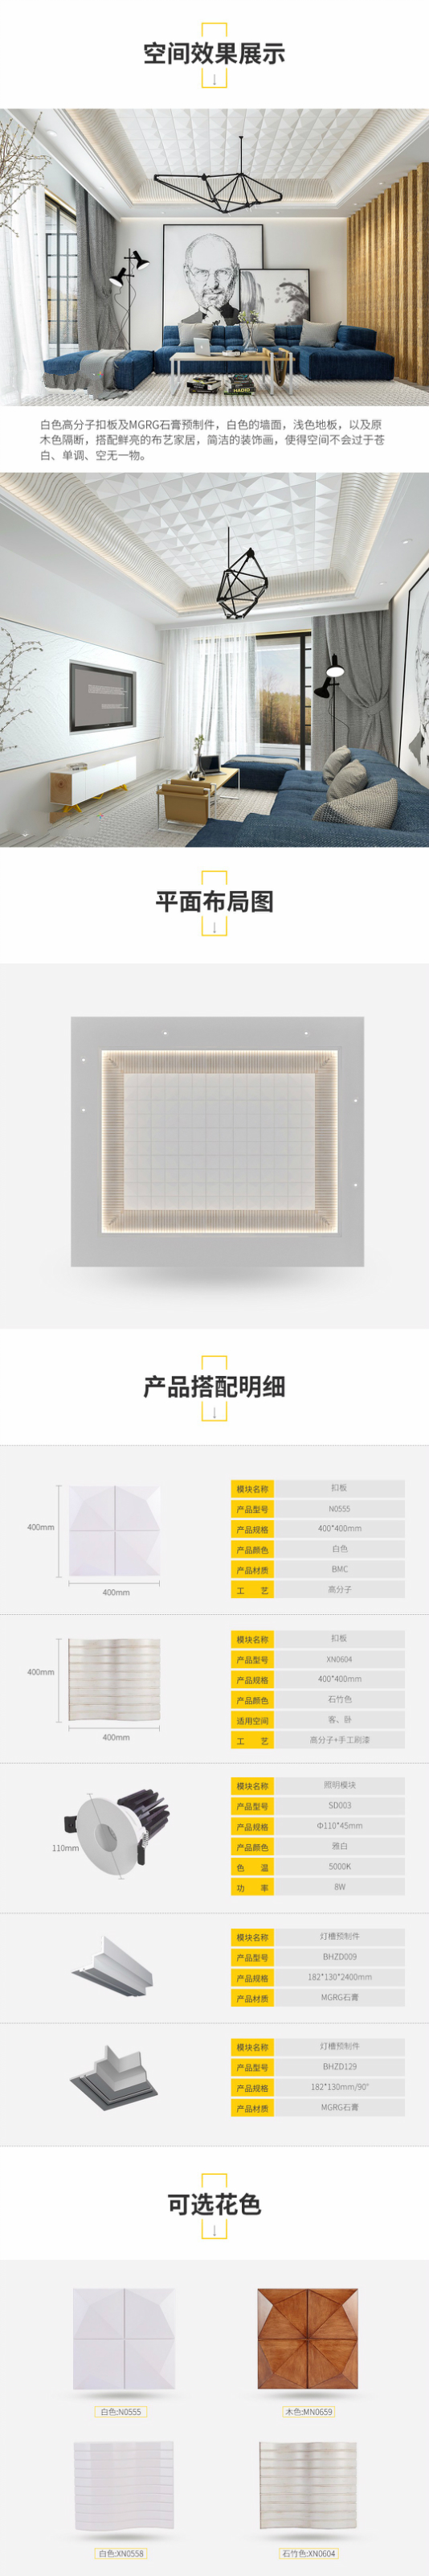 空间效果展示
白色高分子扣板及MGRG石膏预制件，白色的墙面，浅色地板，以及原
木色隔断，搭配鲜亮的布艺家居，简洁的装饰画，使得空间不会过于苍
白、单调、空无一物。
平面布局图
产品搭配明细
400mm
400mm
模块名称 扣板
产品型号 N0555
产品规格 400*400mm
产品颜色 白色
产品材质 BMC
工 艺 高分子
400mm
400mm
模块名称 扣板
产品型号 XN0604
产品规格 400*400mm
产品颜色 石竹色
适用空间 客、卧
工 艺 高分子+手工刷漆
110mm
模块名称 照明模块
产品型号 SD003
产品规格 Φ110*45mm
产品颜色 雅白
色 温 5000K
功 率 8W
模块名称 灯槽预制件
产品型号 BHZD009
产品规格 182*130*2400mm
产品材质 MGRG石膏
模块名称 灯槽预制件
产品型号 BHZD129
产品规格 182*130mm/90°
产品材质 MGRG石膏
可选花色
白色:N0555
木色:MN0659
白色:XN0558
石竹色:XN0604